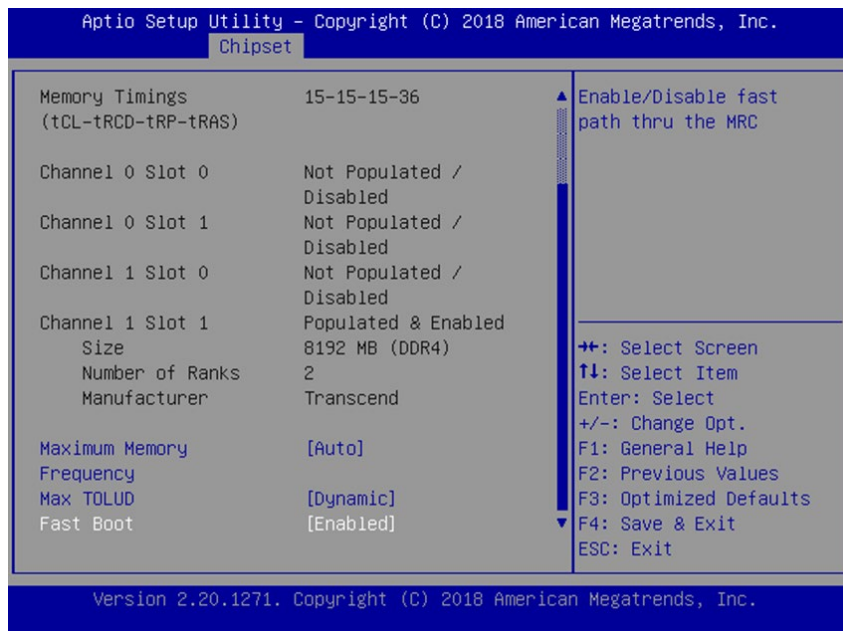 Aptio Setup Utility – Copyright (C) 2018 American Megatrends, Inc.
Chipset
Memory Timings 15-15-15-36
(tCL-tRCD-tRP-tRAS)
Channel 0 Slot 0 Not Populated /
Disabled
Channel 0 Slot 1 Not Populated /
Disabled
Channel 1 Slot 0 Not Populated /
Disabled
Channel 1 Slot 1 Populated & Enabled
Size 8192 MB (DDR4)
Number of Ranks 2
Manufacturer Transcend
Maximum Memory [Auto]
Frequency
Max TOLUD [Dynamic]
Fast Boot [Enabled]
Enable/Disable fast
path thru the MRC
→←: Select Screen
↑↓: Select Item
Enter: Select
+/-: Change Opt.
F1: General Help
F2: Previous Values
F3: Optimized Defaults
F4: Save & Exit
ESC: Exit
Version 2.20.1271. Copyright (C) 2018 American Megatrends, Inc.